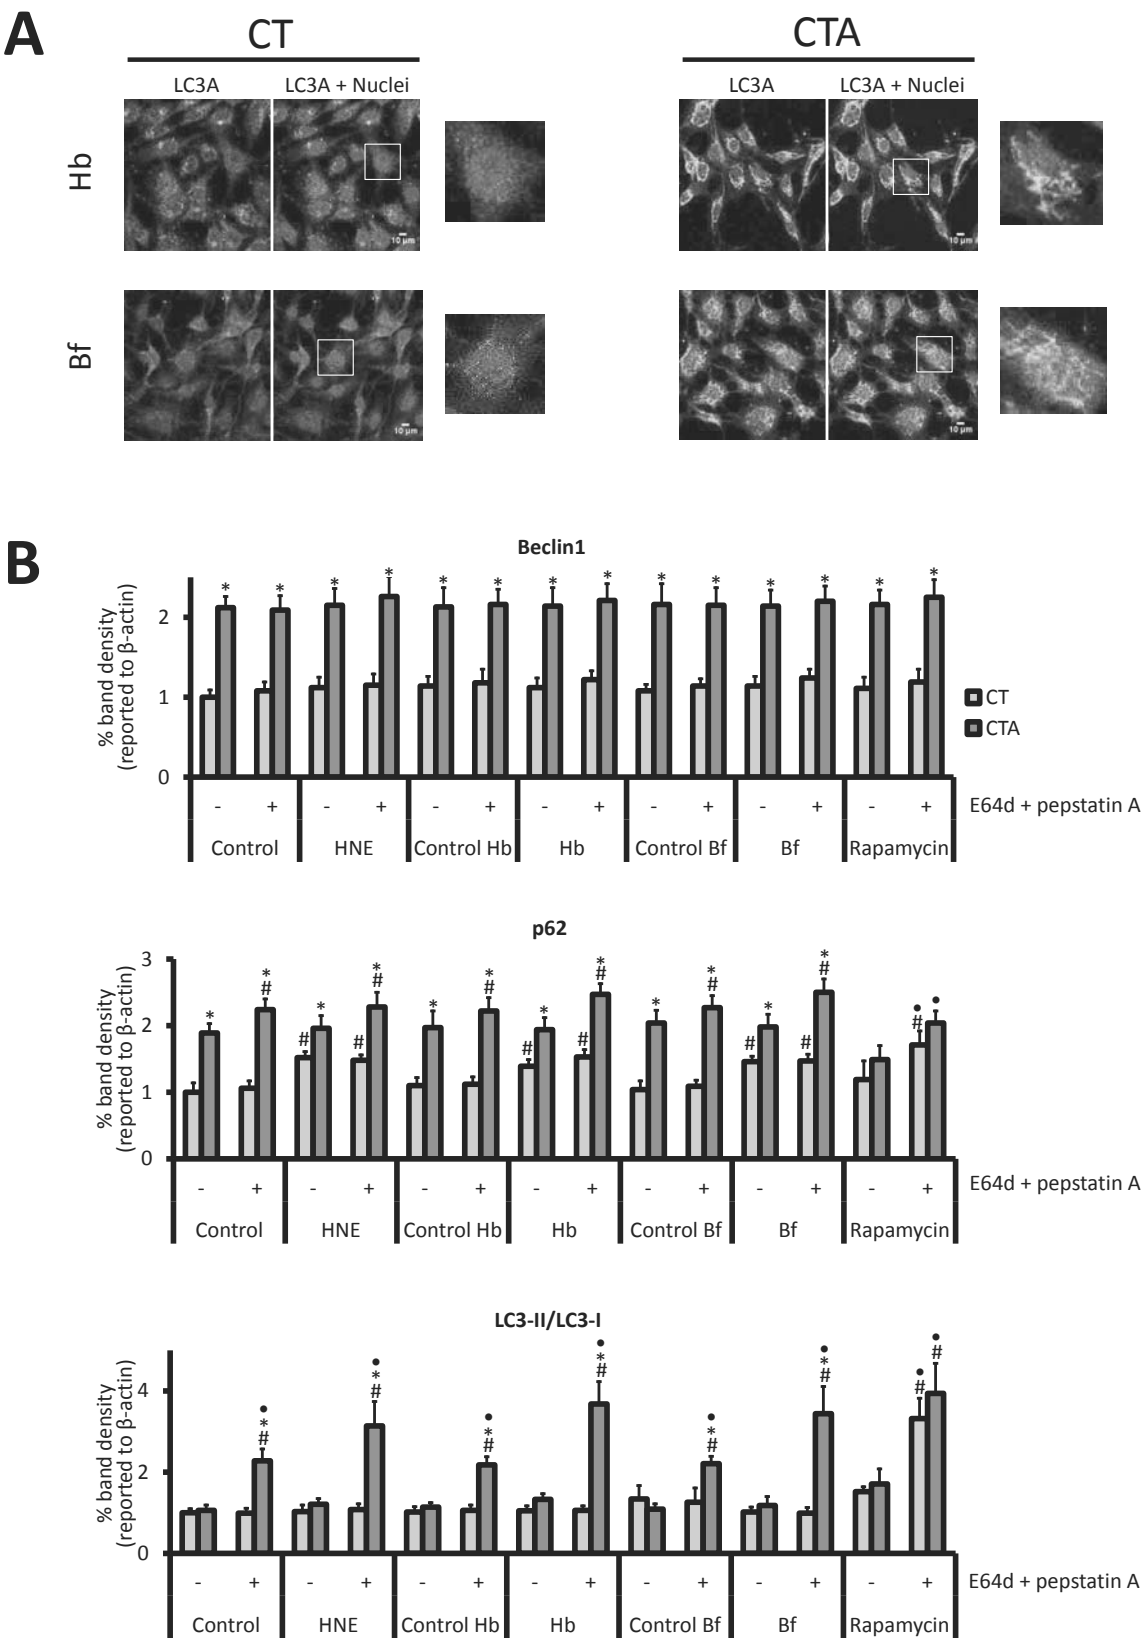 A
CT
CTA
LC3A
LC3A + Nuclei
LC3A
LC3A + Nuclei
Hb
10 μm
10 μm
Bf
10 μm
10 μm
B
Beclin1
% band density
(reported to β-actin)
2
1
0
* * * * * * * * * * * * * *
CT
CTA
- + - + - + - + - + - + - +
E64d + pepstatin A
Control HNE Control Hb Hb Control Bf Bf Rapamycin
p62
% band density
(reported to β-actin)
3
2
1
0
* * # # * # * # * * # # * # * # * * # # * # * # • # •
- + - + - + - + - + - + - +
E64d + pepstatin A
Control HNE Control Hb Hb Control Bf Bf Rapamycin
LC3-II/LC3-I
% band density
(reported to β-actin)
4
2
0
• * # • * # • * # • * # • * # • * # • # • #
- + - + - + - + - + - + - +
E64d + pepstatin A
Control HNE Control Hb Hb Control Bf Bf Rapamycin